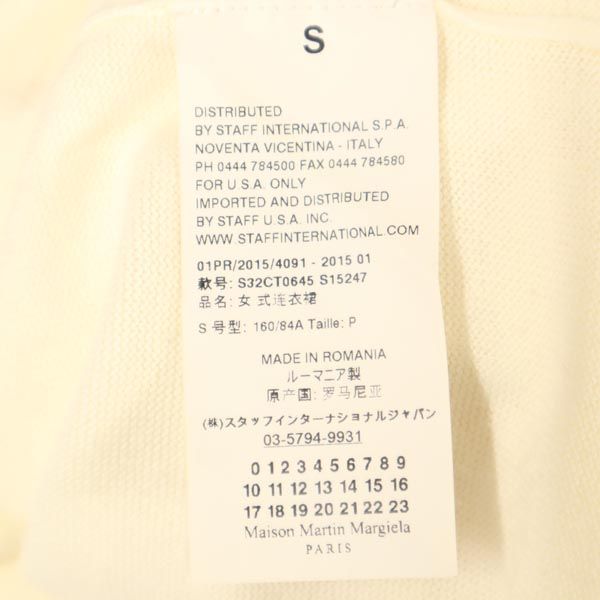 S
DISTRIBUTED
BY STAFF INTERNATIONAL S.P.A.
NOVENTA VICENTINA - ITALY
PH 0444 784500 FAX 0444 784580
FOR U.S.A. ONLY
IMPORTED AND DISTRIBUTED
BY STAFF U.S.A. INC.
WWW.STAFFINTERNATIONAL.COM
01PR/2015/4091 - 2015 01
款号: S32CT0645 S15247
品名: 女 式连衣裙
S 号型: 160/84A Taille: P
MADE IN ROMANIA
ルーマニア製
原产国: 罗马尼亚
(株)スタッフインターナショナルジャパン
03-5794-9931
0 1 2 3 4 5 6 7 8 9
10 11 12 13 14 15 16
17 18 19 20 21 22 23
Maison Martin Margiela
PARIS